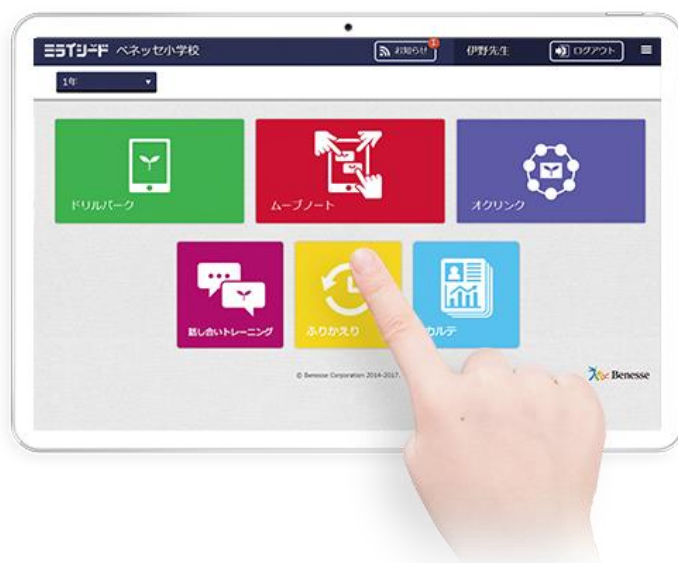 ミライシード ベネッセ小学校
お知らせ
1
伊野先生
ログアウト
1年
ドリルパーク
ムーブノート
オクリンク
話し合いトレーニング
ふりかえり
カルテ
© Benesse Corporation 2014-2017.
Benesse